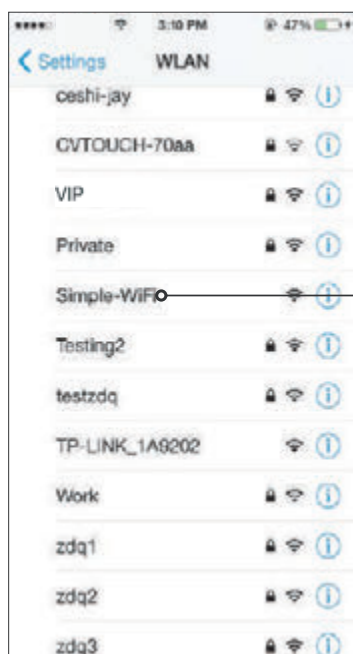 3:10 PM 47%
Settings WLAN
ceshi-jay
CVTOUCH-70aa
VIP
Private
Simple-WiFi
Testing2
testzdq
TP-LINK_1A9202
Work
zdq1
zdq2
zdq3